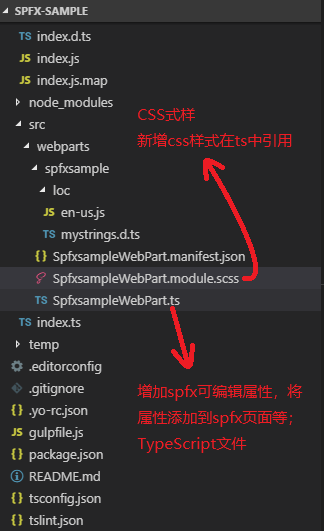 SPFX-SAMPLE
TS index.d.ts
JS index.js
JS index.js.map
node_modules
src
webparts
spfxsample
loc
JS en-us.js
TS mystrings.d.ts
{} SpfxsampleWebPart.manifest.json
SpfxsampleWebPart.module.scss
TS SpfxsampleWebPart.ts
TS index.ts
temp
.editorconfig
.gitignore
{} .yo-rc.json
JS gulpfile.js
{} package.json
README.md
{} tsconfig.json
{} tslint.json
CSS式样
新增css样式在ts中引用
增加spfx可编辑属性，将
属性添加到spfx页面等；
TypeScript文件